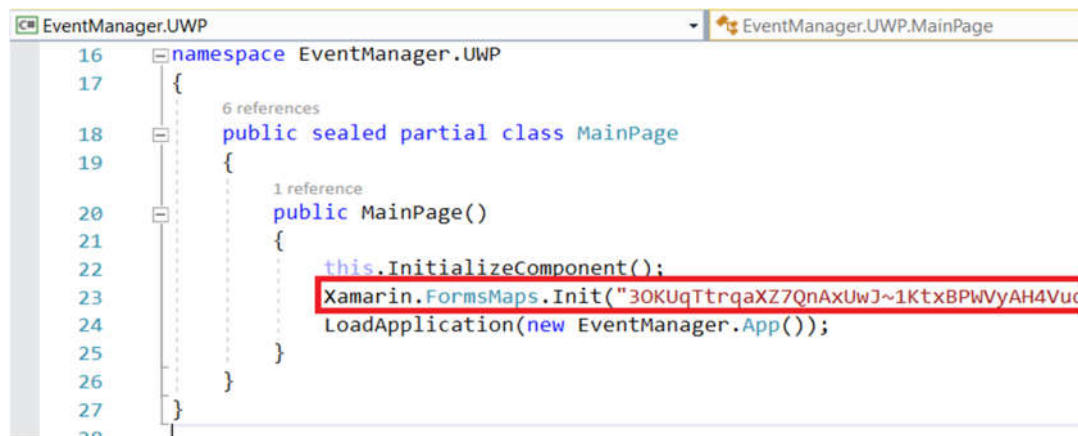 C# EventManager.UWP EventManager.UWP.MainPage
16 namespace EventManager.UWP
17 {
6 references
18 public sealed partial class MainPage
19 {
1 reference
20 public MainPage()
21 {
22 this.InitializeComponent();
23 Xamarin.FormsMaps.Init("3OKUqTtrqaXZ7QnAxUwJ~1KtxBPWVyAH4Vuc
24 LoadApplication(new EventManager.App());
25 }
26 }
27 }
28